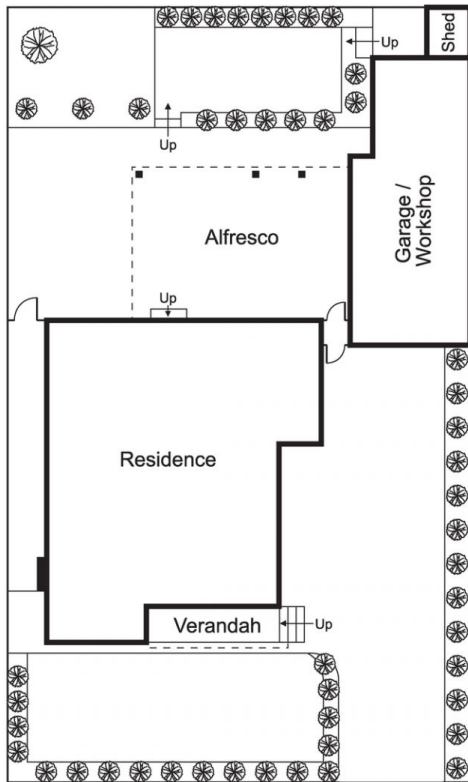 Shed
Up
Up
Garage /
Workshop
Alfresco
Up
Residence
Verandah
Up